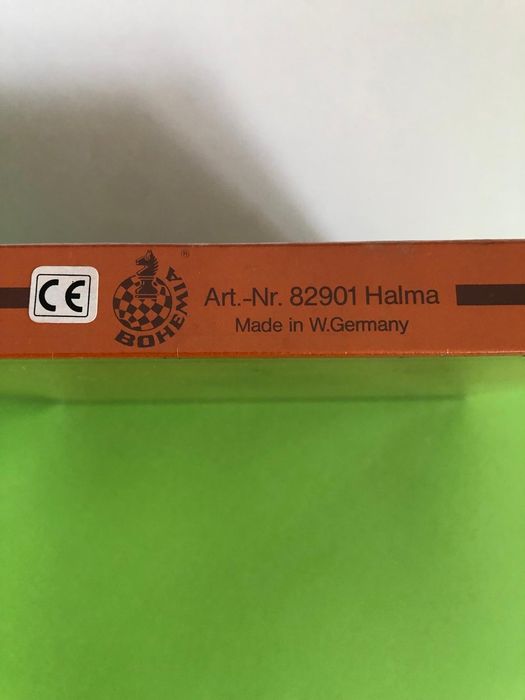 CE
BOHEMIA ®
Art.-Nr. 82901 Halma
Made in W.Germany